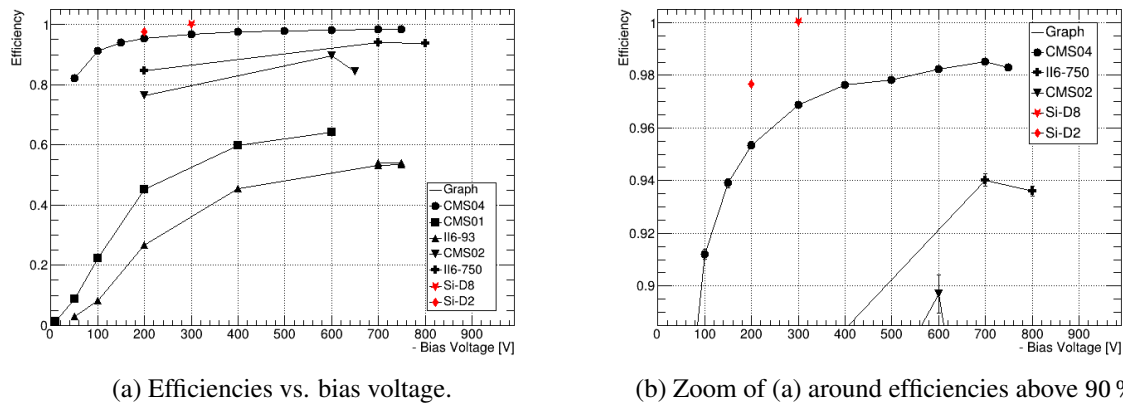 Efficiency
1
0.8
0.6
0.4
0.2
0
0 100 200 300 400 500 600 700 800 900
- Bias Voltage [V]
Graph
CMS04
CMS01
II6-93
CMS02
II6-750
Si-D8
Si-D2
(a) Efficiencies vs. bias voltage.
Efficiency
1
0.98
0.96
0.94
0.92
0.9
0 100 200 300 400 500 600 700 800 900
- Bias Voltage [V]
Graph
CMS04
II6-750
CMS02
Si-D8
Si-D2
(b) Zoom of (a) around efficiencies above 90 %